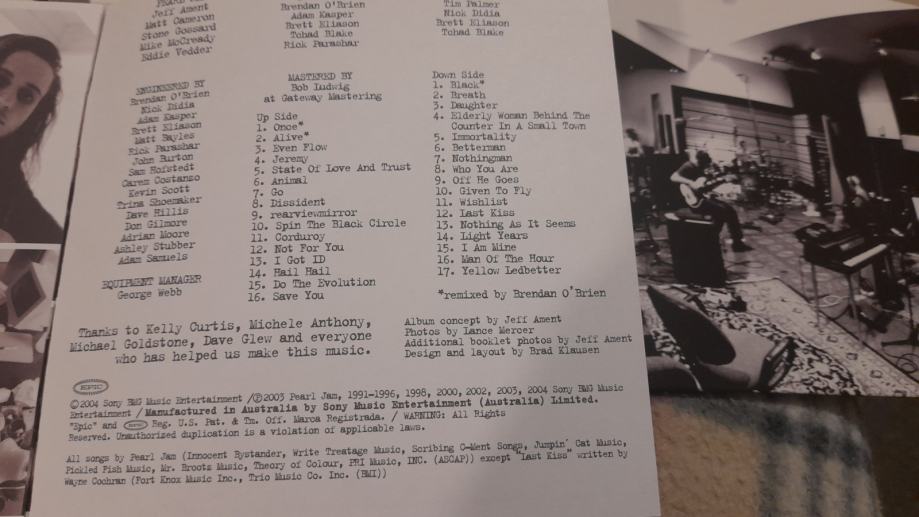 Jeff Ament
Matt Cameron
Stone Gossard
Mike McCready
Eddie Vedder
Brendan O'Brien
Adam Kasper
Brett Eliason
Tchad Blake
Rick Parashar
Tim Palmer
Nick Didia
Brett Eliason
Tchad Blake
ENGINEERED BY
Brendan O'Brien
Nick Didia
Adam Kasper
Brett Eliason
Matt Bayles
Rick Parashar
John Burton
Sam Hofstedt
Carem Costanzo
Kevin Scott
Trina Shoemaker
Dave Hillis
Don Gilmore
Adrian Moore
Ashley Stubber
Adam Samuels
EQUIPMENT MANAGER
George Webb
MASTERED BY
Bob Ludwig
at Gateway Mastering
Up Side
1. Once*
2. Alive*
3. Even Flow
4. Jeremy
5. State Of Love And Trust
6. Animal
7. Go
8. Dissident
9. rearviewmirror
10. Spin The Black Circle
11. Corduroy
12. Not For You
13. I Got ID
14. Hail Hail
15. Do The Evolution
16. Save You
Down Side
1. Black*
2. Breath
3. Daughter
4. Elderly Woman Behind The
Counter In A Small Town
5. Immortality
6. Betterman
7. Nothingman
8. Who You Are
9. Off He Goes
10. Given To Fly
11. Wishlist
12. Last Kiss
13. Nothing As It Seems
14. Light Years
15. I Am Mine
16. Man Of The Hour
17. Yellow Ledbetter
*remixed by Brendan O'Brien
Thanks to Kelly Curtis, Michele Anthony,
Michael Goldstone, Dave Glew and everyone
who has helped us make this music.
Album concept by Jeff Ament
Photos by Lance Mercer
Additional booklet photos by Jeff Ament
Design and layout by Brad Klausen
EPIC
©2004 Sony BMG Music Entertainment /℗2003 Pearl Jam, 1991-1996, 1998, 2000, 2002, 2003, 2004 Sony BMG Music
Entertainment / Manufactured in Australia by Sony Music Entertainment (Australia) Limited.
"Epic" and EPIC Reg. U.S. Pat. & Tm. Off. Marca Registrada. / WARNING: All Rights
Reserved. Unauthorized duplication is a violation of applicable laws.
All songs by Pearl Jam (Innocent Bystander, Write Treatage Music, Scribing C-Ment Songs, Jumpin' Cat Music,
Pickled Fish Music, Mr. Broots Music, Theory of Colour, PRI Music, INC. (ASCAP)) except "Last Kiss" written by
Wayne Cochran (Fort Knox Music Inc., Trio Music Co. Inc. (BMI))